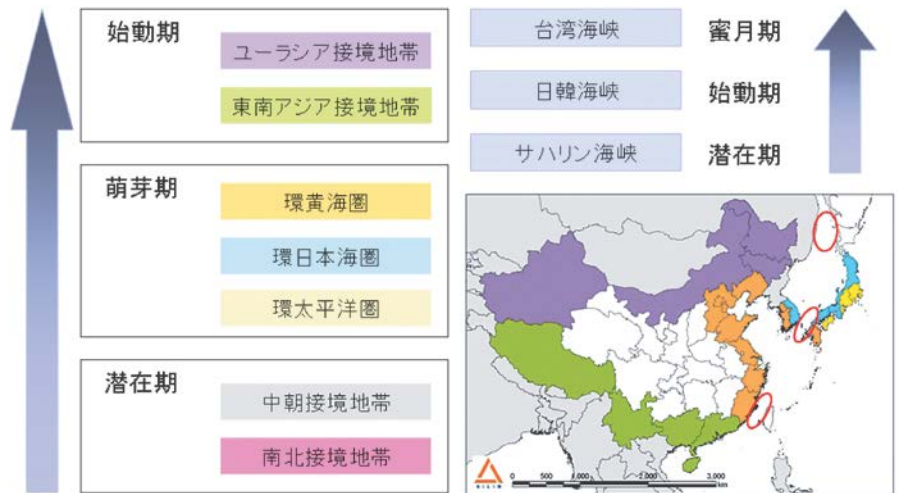 始動期
ユーラシア接境地帯
東南アジア接境地帯
萌芽期
環黄海圏
環日本海圏
環太平洋圏
潜在期
中朝接境地帯
南北接境地帯
台湾海峡 蜜月期
日韓海峡 始動期
サハリン海峡 潜在期
0 500 1,000 2,000 3,000
km